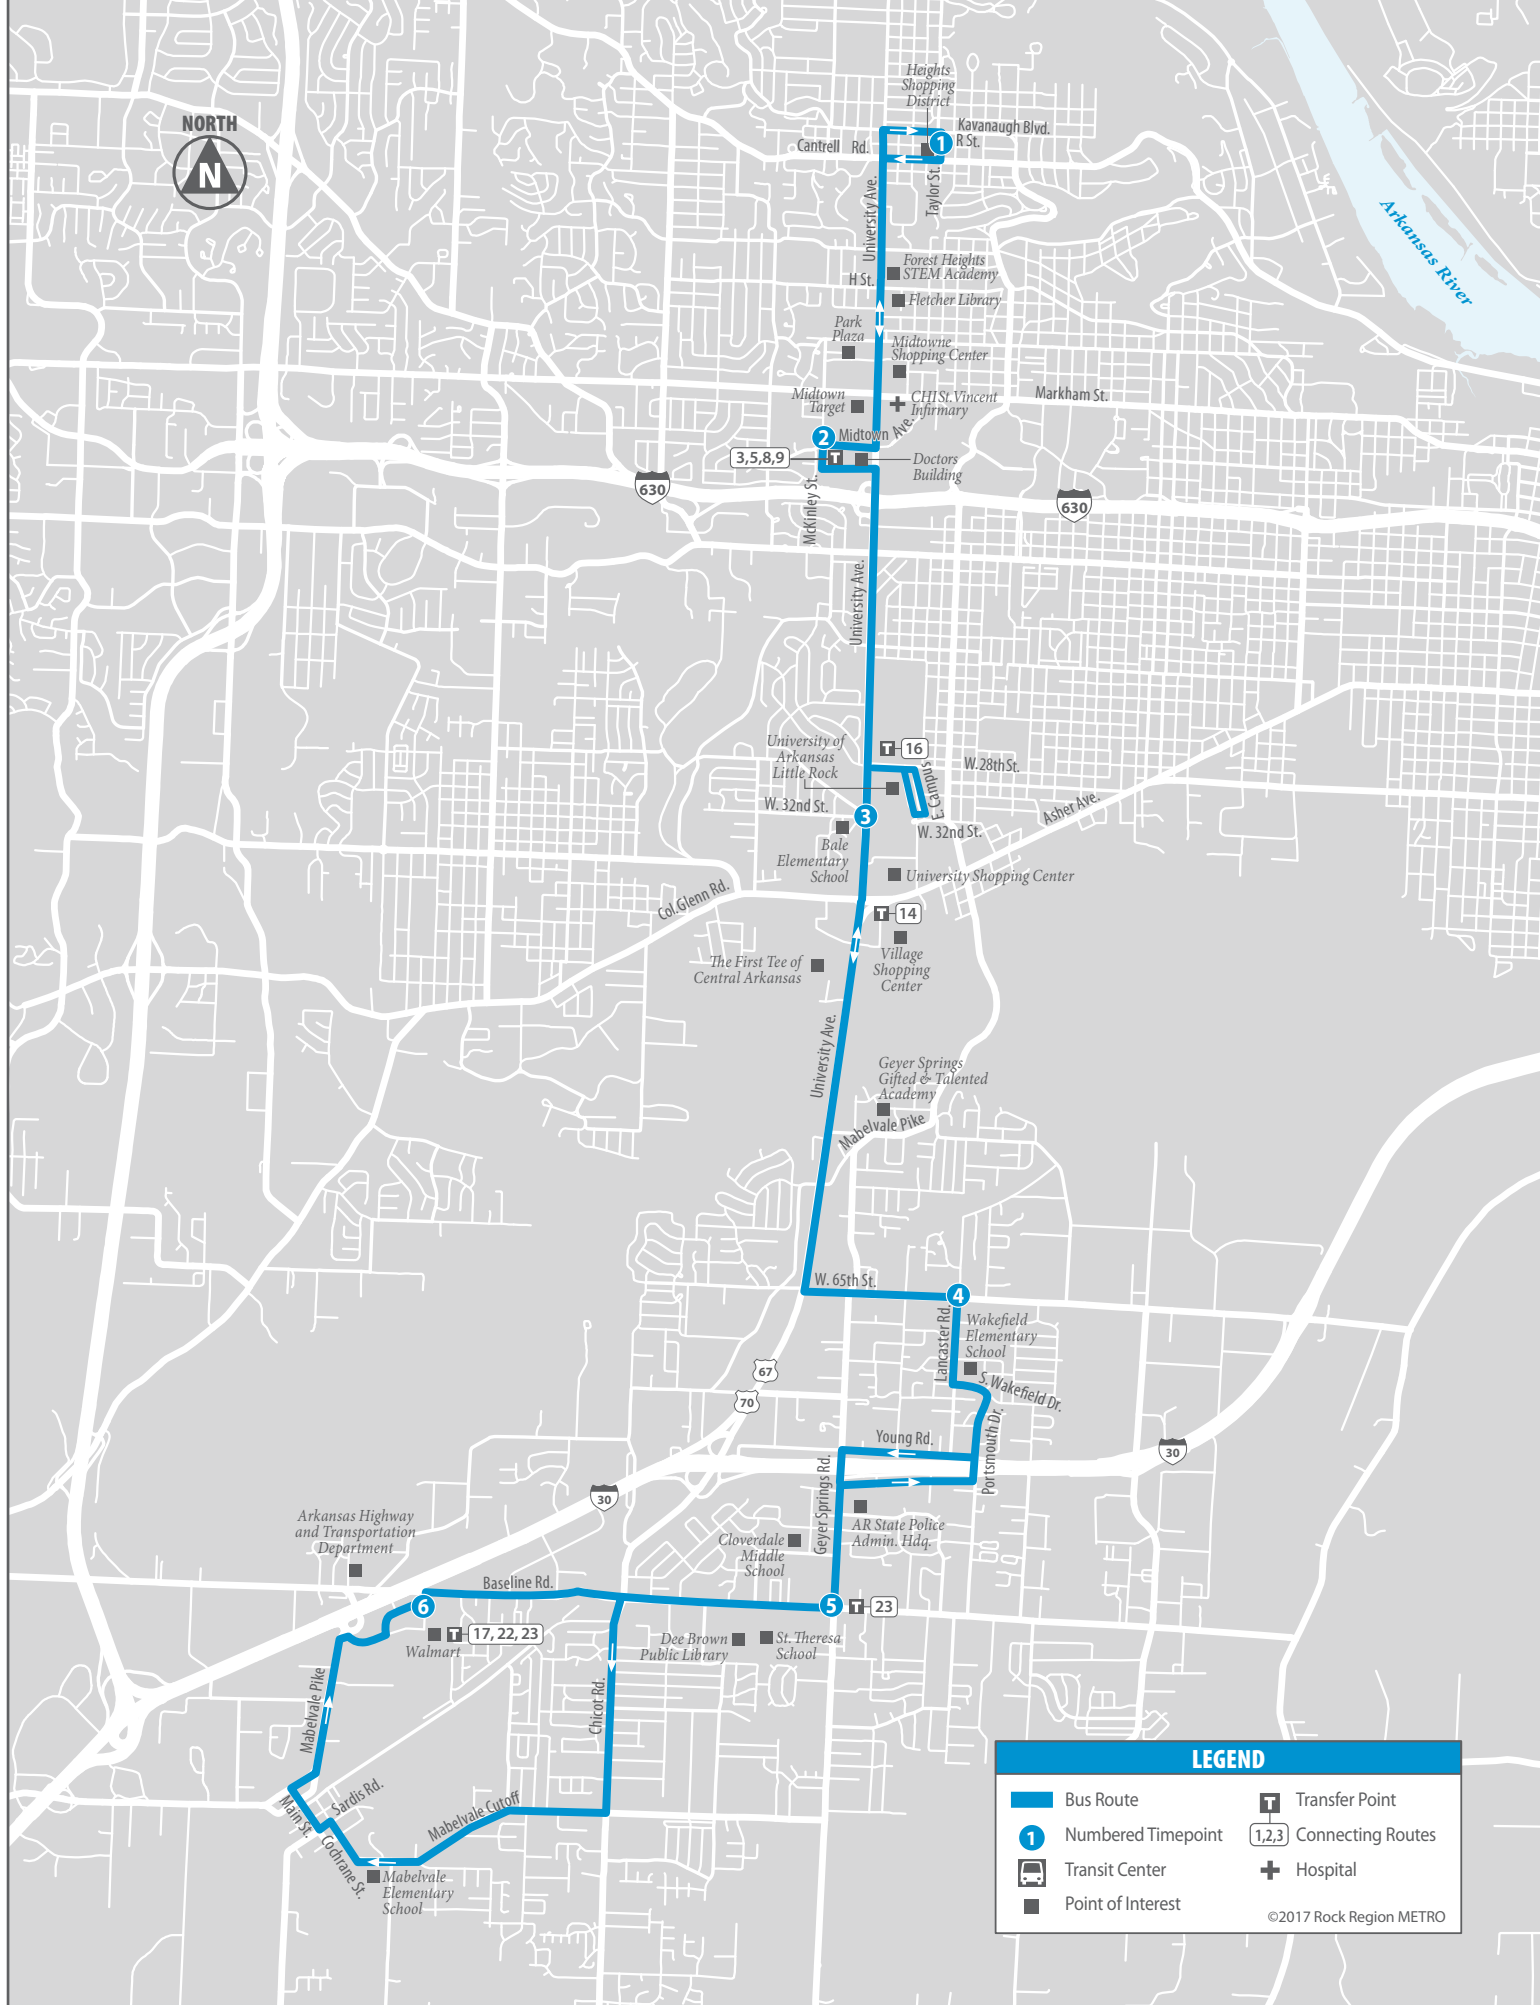 Heights
Shopping
District
NORTH
N
Kavanaugh Blvd.
R St.
1
Cantrell Rd.
Taylor St.
University Ave.
Arkansas River
Forest Heights
STEM Academy
H St.
Fletcher Library
Park
Plaza
Midtowne
Shopping Center
Midtown
Target
CHI St. Vincent
Infirmary
Markham St.
2
Midtown Ave.
3,5,8,9
T
Doctors
Building
630
630
McKinley St.
University Ave.
University of
Arkansas
Little Rock
T
16
W. 28th St.
E. Campus
W. 32nd St.
3
Asher Ave.
W. 32nd St.
Bale
Elementary
School
University Shopping Center
Col. Glenn Rd.
T
14
Village
Shopping
Center
The First Tee of
Central Arkansas
University Ave.
Geyer Springs
Gifted & Talented
Academy
Mabelvale Pike
W. 65th St.
4
Lancaster Rd.
Wakefield
Elementary
School
67
70
S. Wakefield Dr.
Portsmouth Dr.
Young Rd.
30
30
Geyer Springs Rd.
Arkansas Highway
and Transportation
Department
AR State Police
Admin. Hdq.
Cloverdale
Middle
School
Baseline Rd.
6
5
T
23
T
17, 22, 23
Walmart
Dee Brown
Public Library
St. Theresa
School
Mabelvale Pike
Chicot Rd.
Sardis Rd.
Main St.
Mabelvale Cutoff
Cochrane St.
Mabelvale
Elementary
School
LEGEND
Bus Route
T
Transfer Point
1
Numbered Timepoint
1,2,3
Connecting Routes
Transit Center
Hospital
Point of Interest
©2017 Rock Region METRO